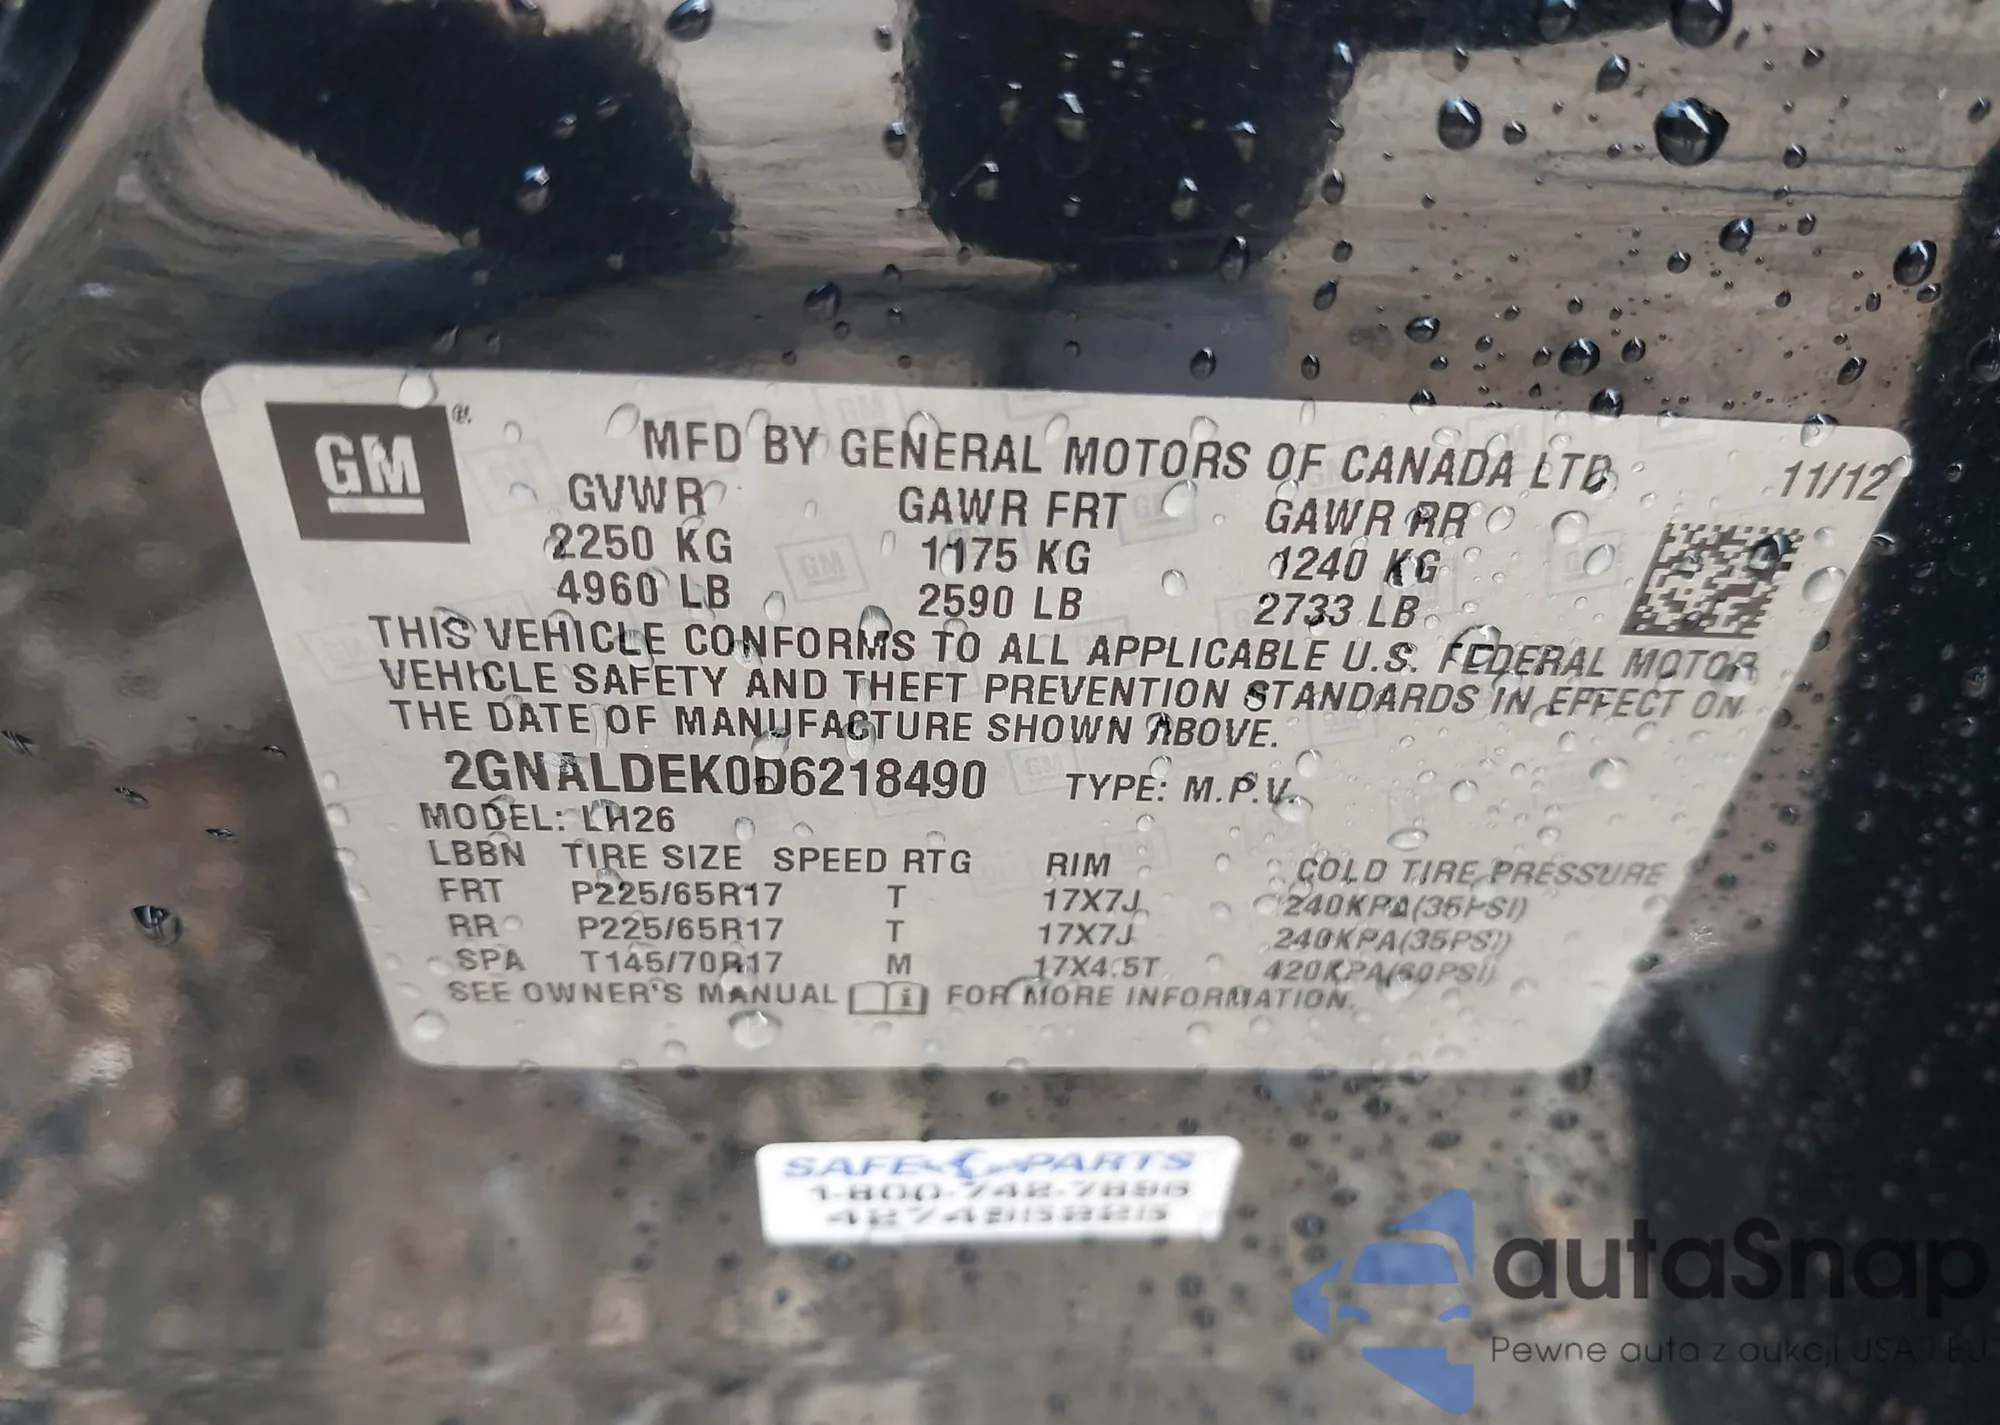 GM ®.
MFD BY GENERAL MOTORS OF CANADA LTD
11/12
GVWR GAWR FRT GAWR RR
2250 KG 1175 KG 1240 KG
4960 LB 2590 LB 2733 LB
THIS VEHICLE CONFORMS TO ALL APPLICABLE U.S. FEDERAL MOTOR
VEHICLE SAFETY AND THEFT PREVENTION STANDARDS IN EFFECT ON
THE DATE OF MANUFACTURE SHOWN ABOVE.
2GNALDEK0D6218490 TYPE: M.P.V.
MODEL: LH26
LBBN TIRE SIZE SPEED RTG RIM COLD TIRE PRESSURE
FRT P225/65R17 T 17X7J 240KPA(35PSI)
RR P225/65R17 T 17X7J 240KPA(35PSI)
SPA T145/70R17 M 17X4.5T 420KPA(60PSI)
SEE OWNER'S MANUAL i FOR MORE INFORMATION.
SAFE PARTS
1-800-742-7896
autaSnap
Pewne auta z aukcji USA i EU